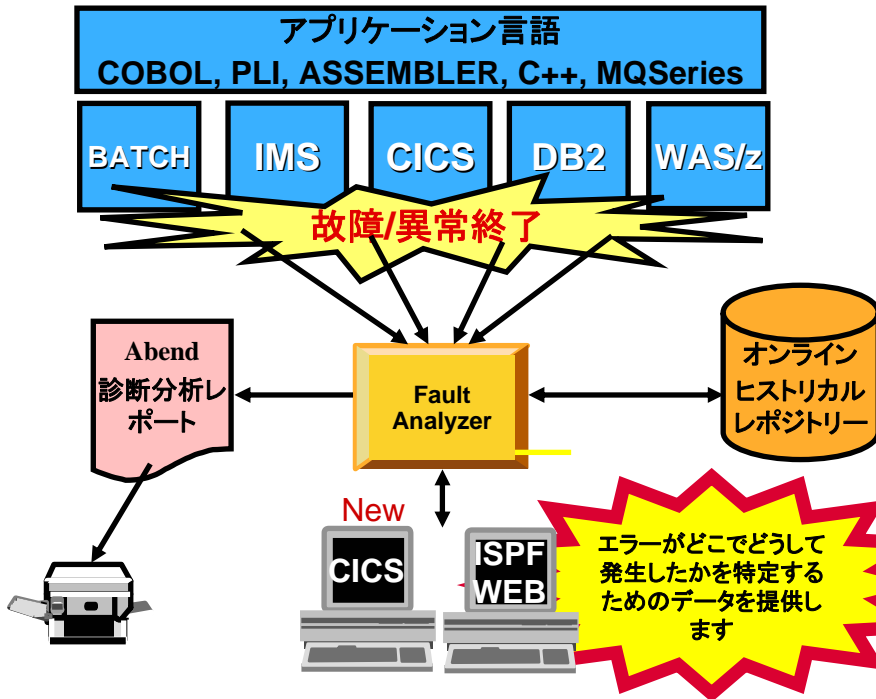 アプリケーション言語
COBOL, PLI, ASSEMBLER, C++, MQSeries
BATCH
IMS
CICS
DB2
WAS/z
故障/異常終了
Abend
診断分析レ
ポート
Fault
Analyzer
オンライン
ヒストリカル
レポジトリー
New
CICS
ISPF
WEB
エラーがどこでどうして
発生したかを特定する
ためのデータを提供し
ます